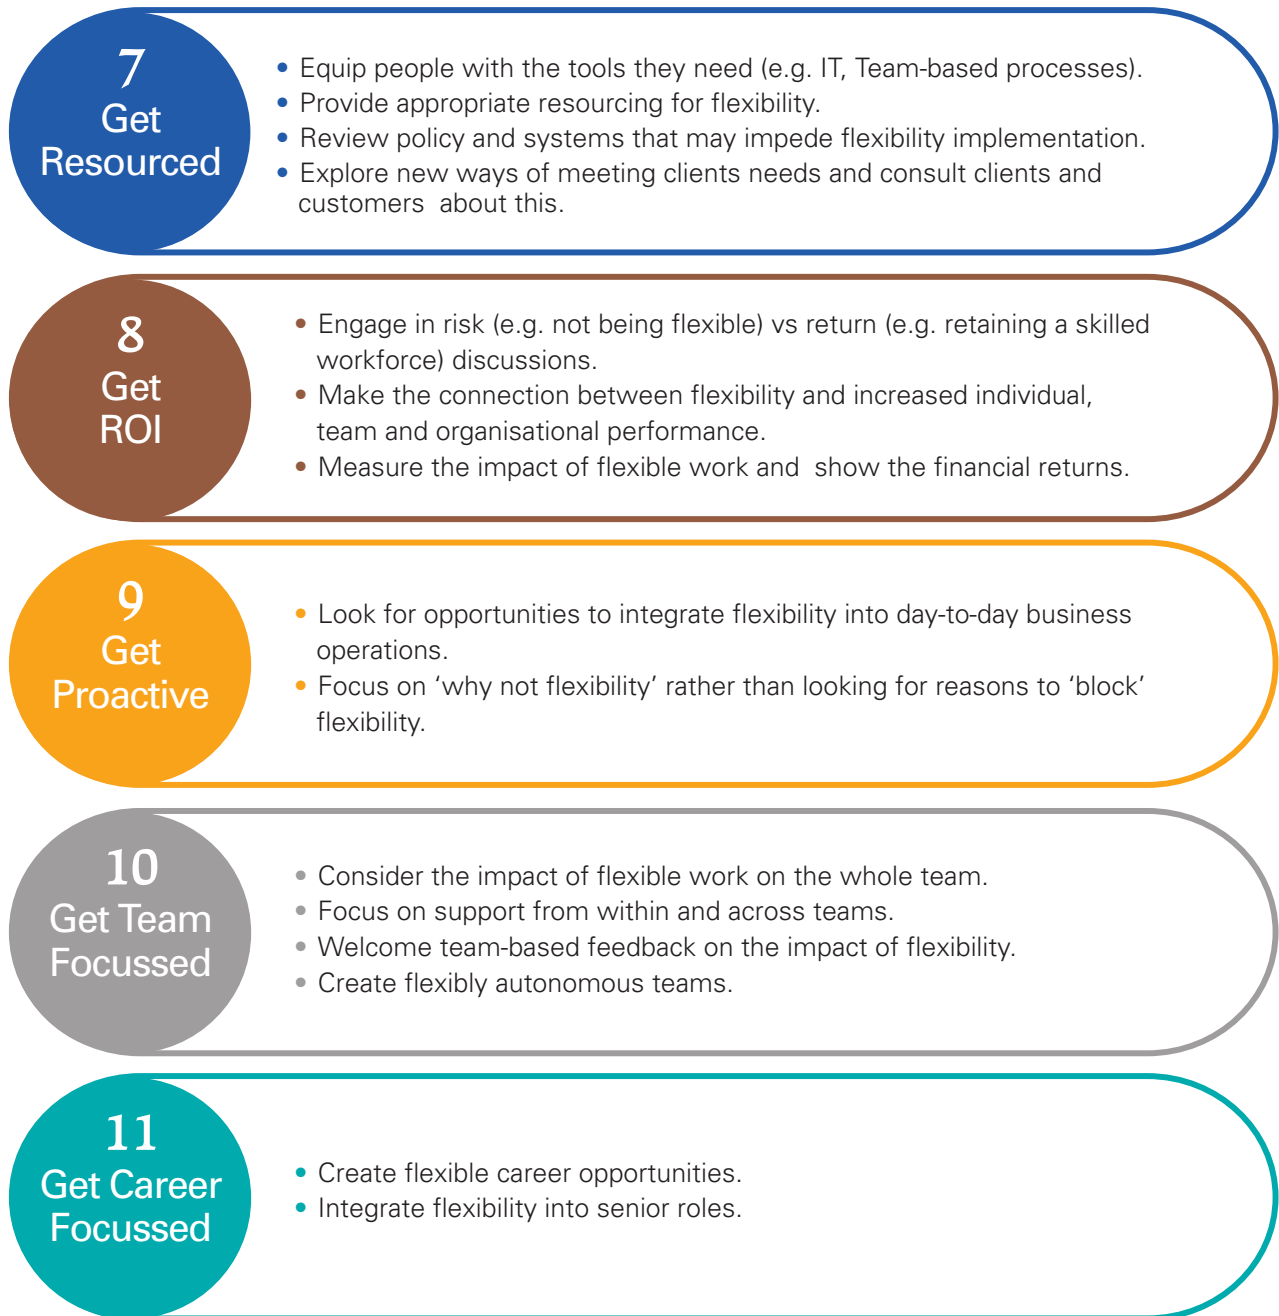 7
Get
Resourced
• Equip people with the tools they need (e.g. IT, Team-based processes).
• Provide appropriate resourcing for flexibility.
• Review policy and systems that may impede flexibility implementation.
• Explore new ways of meeting clients needs and consult clients and
customers about this.
8
Get
ROI
• Engage in risk (e.g. not being flexible) vs return (e.g. retaining a skilled
workforce) discussions.
• Make the connection between flexibility and increased individual,
team and organisational performance.
• Measure the impact of flexible work and show the financial returns.
9
Get
Proactive
• Look for opportunities to integrate flexibility into day-to-day business
operations.
• Focus on ‘why not flexibility’ rather than looking for reasons to ‘block’
flexibility.
10
Get Team
Focussed
• Consider the impact of flexible work on the whole team.
• Focus on support from within and across teams.
• Welcome team-based feedback on the impact of flexibility.
• Create flexibly autonomous teams.
11
Get Career
Focussed
• Create flexible career opportunities.
• Integrate flexibility into senior roles.